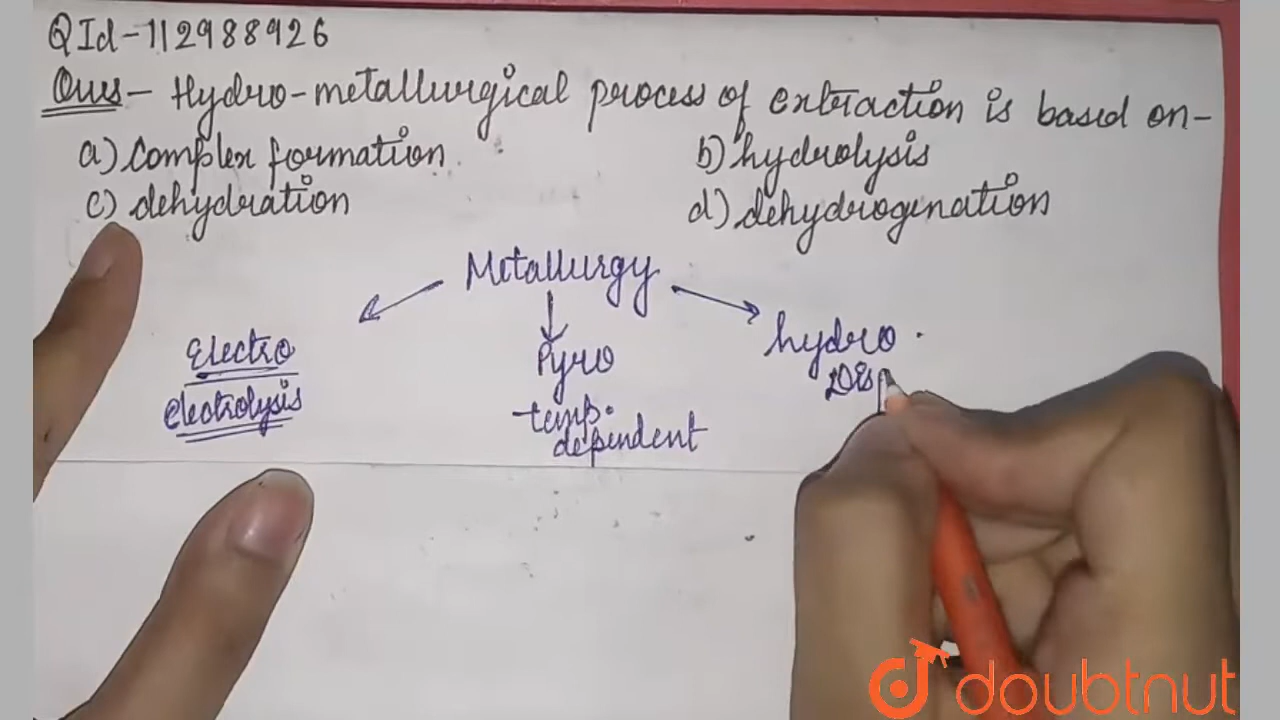 QId-112988926
Ques- Hydro-metallurgical process of extraction is based on-
a) Complex formation. b) hydrolysis
c) dehydration d) dehydrogenation
Metallurgy
Electro Pyro hydro.
Electrolysis temp. dependent Dis
doubtnut